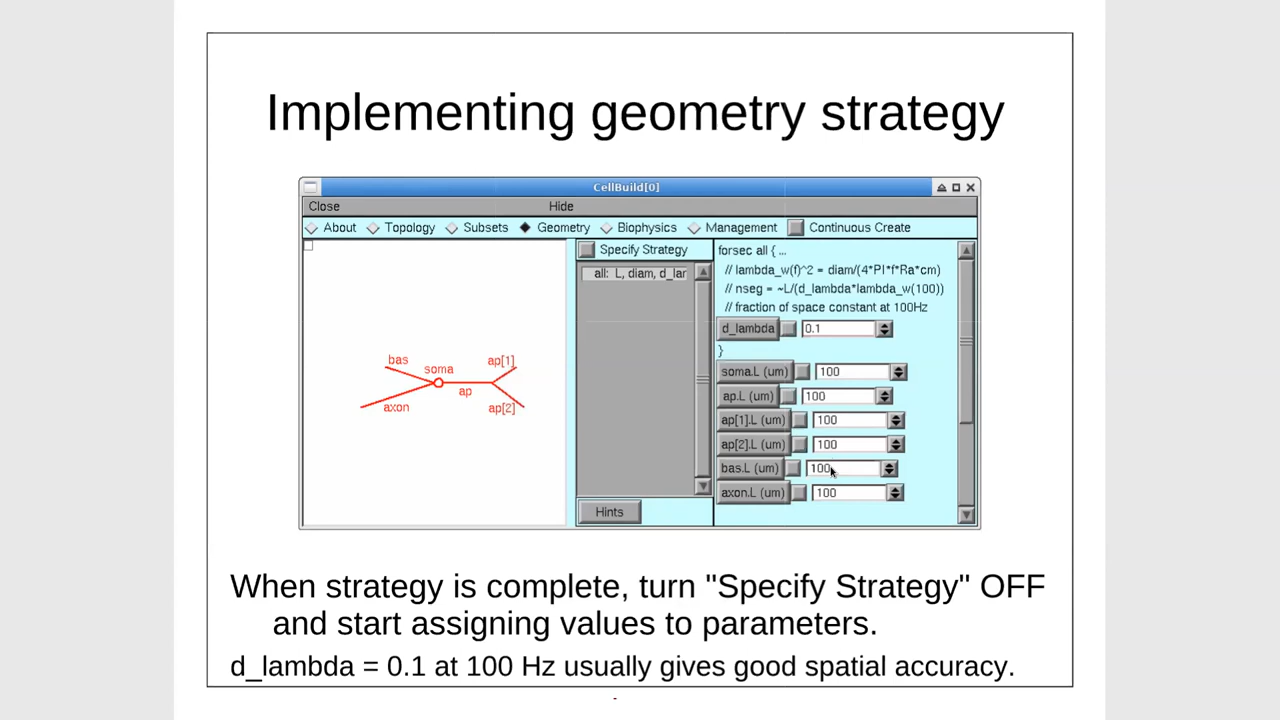 Implementing geometry strategy
CellBuild[0]
Close Hide
About Topology Subsets Geometry Biophysics Management Continuous Create
Specify Strategy
all: L, diam, d_lar
Hints
bas
soma
ap[1]
ap
axon
ap[2]
forsec all { ...
// lambda_w(f)^2 = diam/(4*PI*f*Ra*cm)
// nseg = ~L/(d_lambda*lambda_w(100))
// fraction of space constant at 100Hz
d_lambda 0.1
}
soma.L (um) 100
ap.L (um) 100
ap[1].L (um) 100
ap[2].L (um) 100
bas.L (um) 100
axon.L (um) 100
When strategy is complete, turn "Specify Strategy" OFF
and start assigning values to parameters.
d_lambda = 0.1 at 100 Hz usually gives good spatial accuracy.